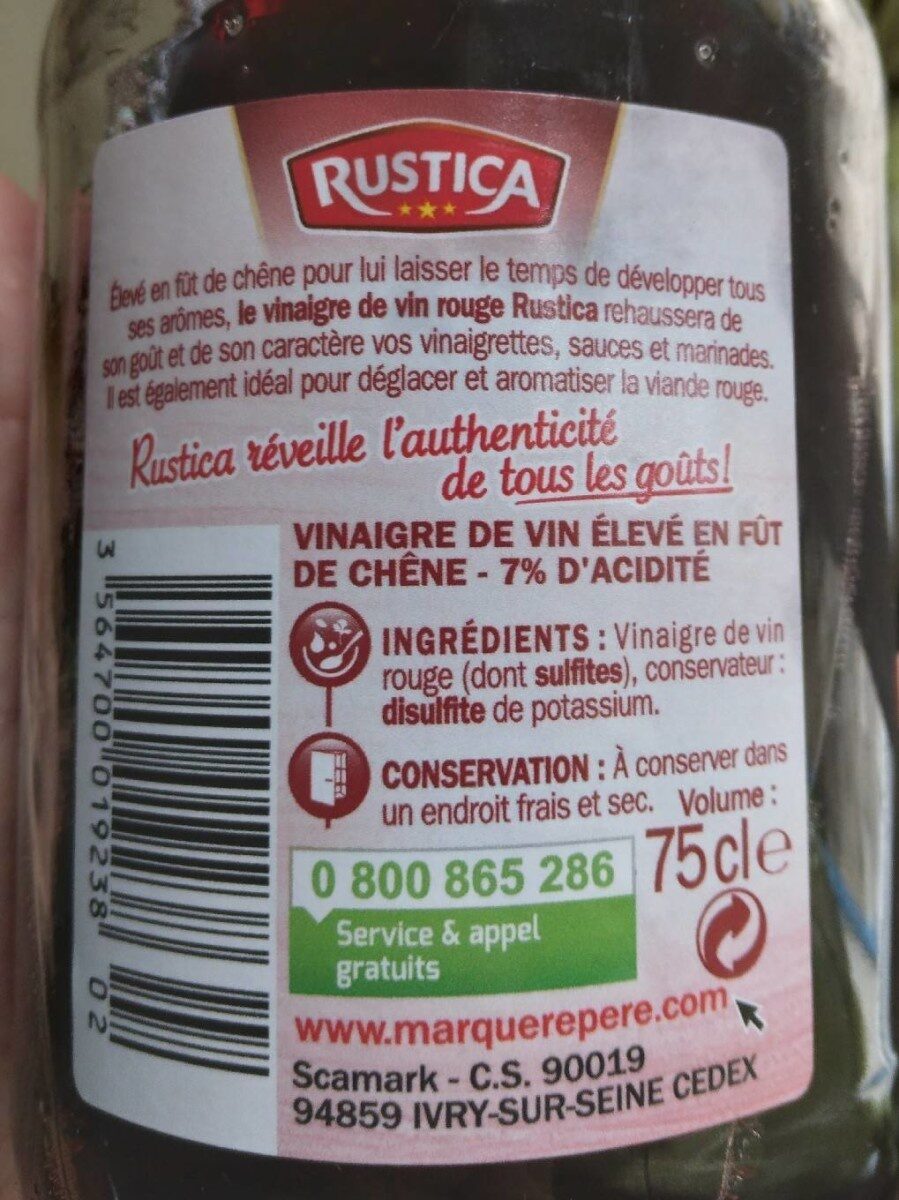 RUSTICA
Élevé en fût de chêne pour lui laisser le temps de développer tous
ses arômes, le vinaigre de vin rouge Rustica rehaussera de
son goût et de son caractère vos vinaigrettes, sauces et marinades.
Il est également idéal pour déglacer et aromatiser la viande rouge.
Rustica réveille l'authenticité
de tous les goûts!
VINAIGRE DE VIN ÉLEVÉ EN FÛT
DE CHÊNE - 7% D'ACIDITÉ
INGRÉDIENTS : Vinaigre de vin
rouge (dont sulfites), conservateur :
disulfite de potassium.
CONSERVATION : À conserver dans
un endroit frais et sec. Volume :
75cl e
0 800 865 286
Service & appel
gratuits
www.marquerepere.com
Scamark - C.S. 90019
94859 IVRY-SUR-SEINE CEDEX
3 564700 019238 02